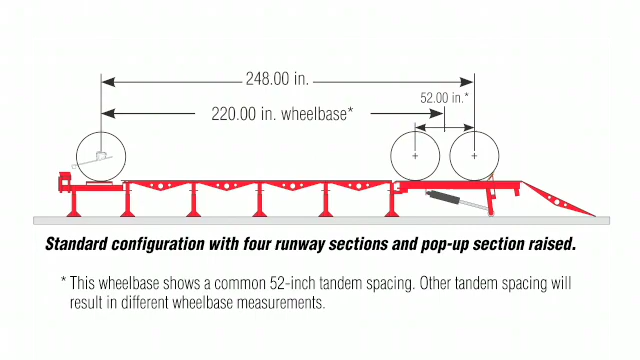 248.00 in.
52.00 in.*
220.00 in. wheelbase*
Standard configuration with four runway sections and pop-up section raised.
* This wheelbase shows a common 52-inch tandem spacing. Other tandem spacing will
result in different wheelbase measurements.